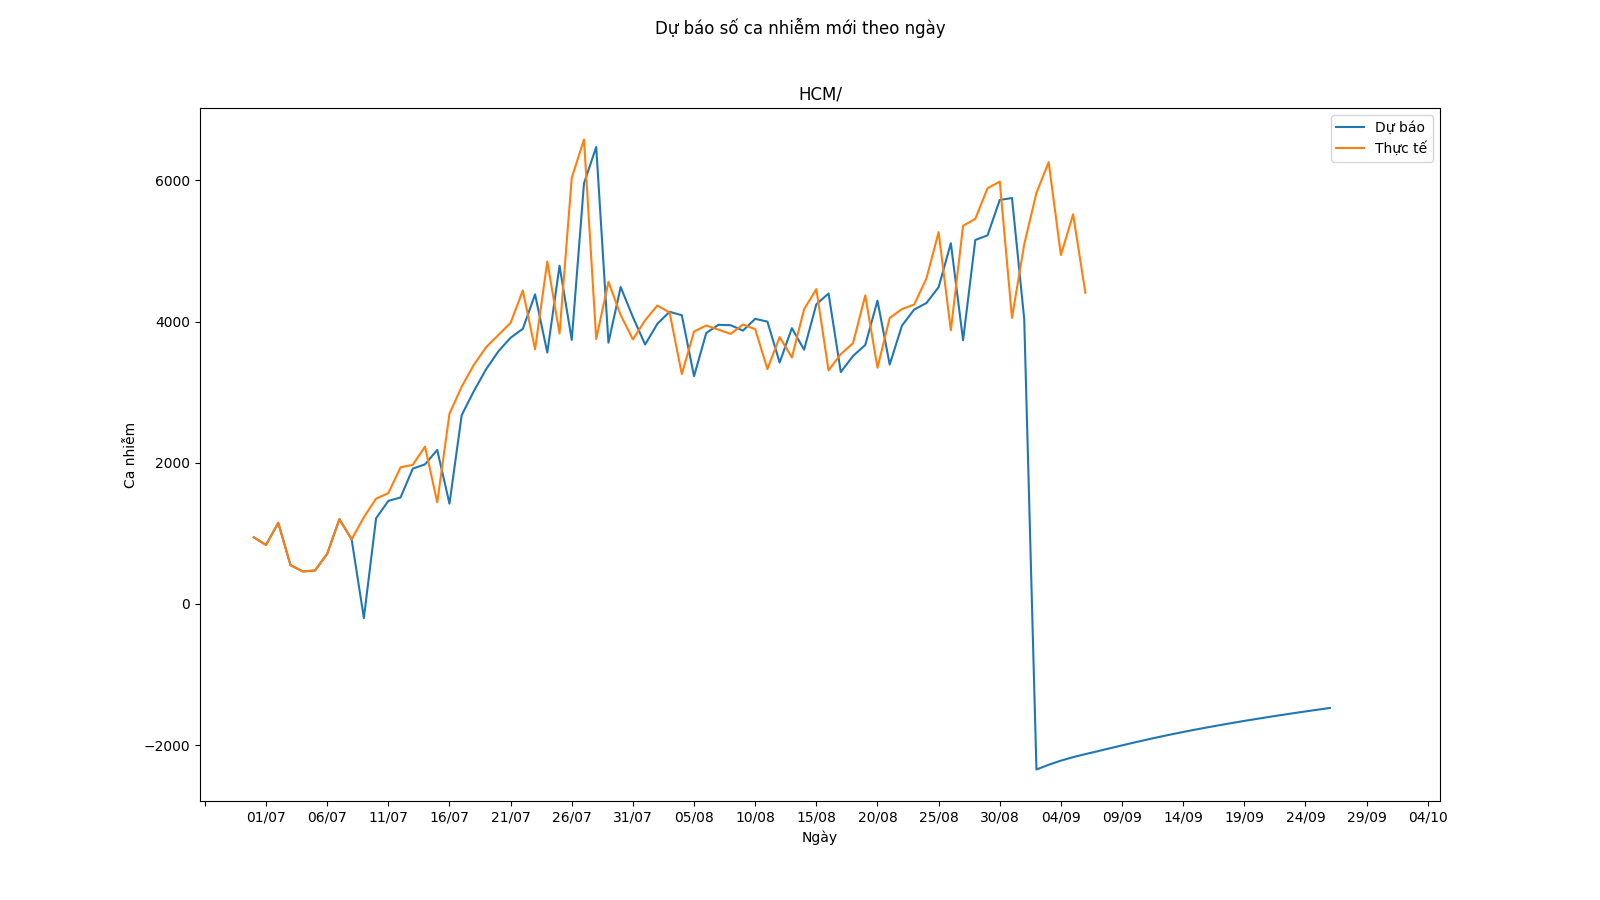 Dự báo số ca nhiễm mới theo ngày
HCM/
Dự báo
Thực tế
6000
4000
2000
0
−2000
Ca nhiễm
01/07 06/07 11/07 16/07 21/07 26/07 31/07 05/08 10/08 15/08 20/08 25/08 30/08 04/09 09/09 14/09 19/09 24/09 29/09 04/10
Ngày